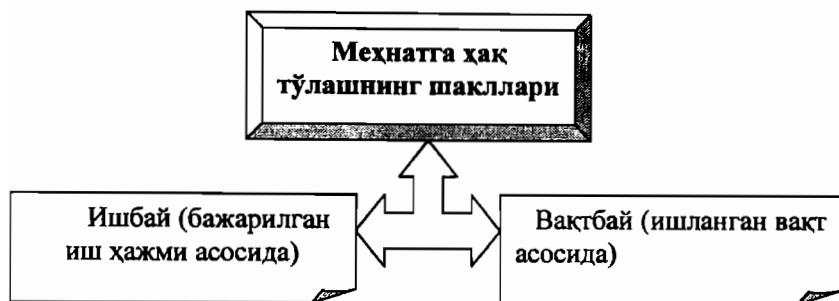 Меҳнатга ҳақ
тўлашнинг шакллари
Ишбай (бажарилган
иш ҳажми асосида)
Вақтбай (ишланган вақт
асосида)